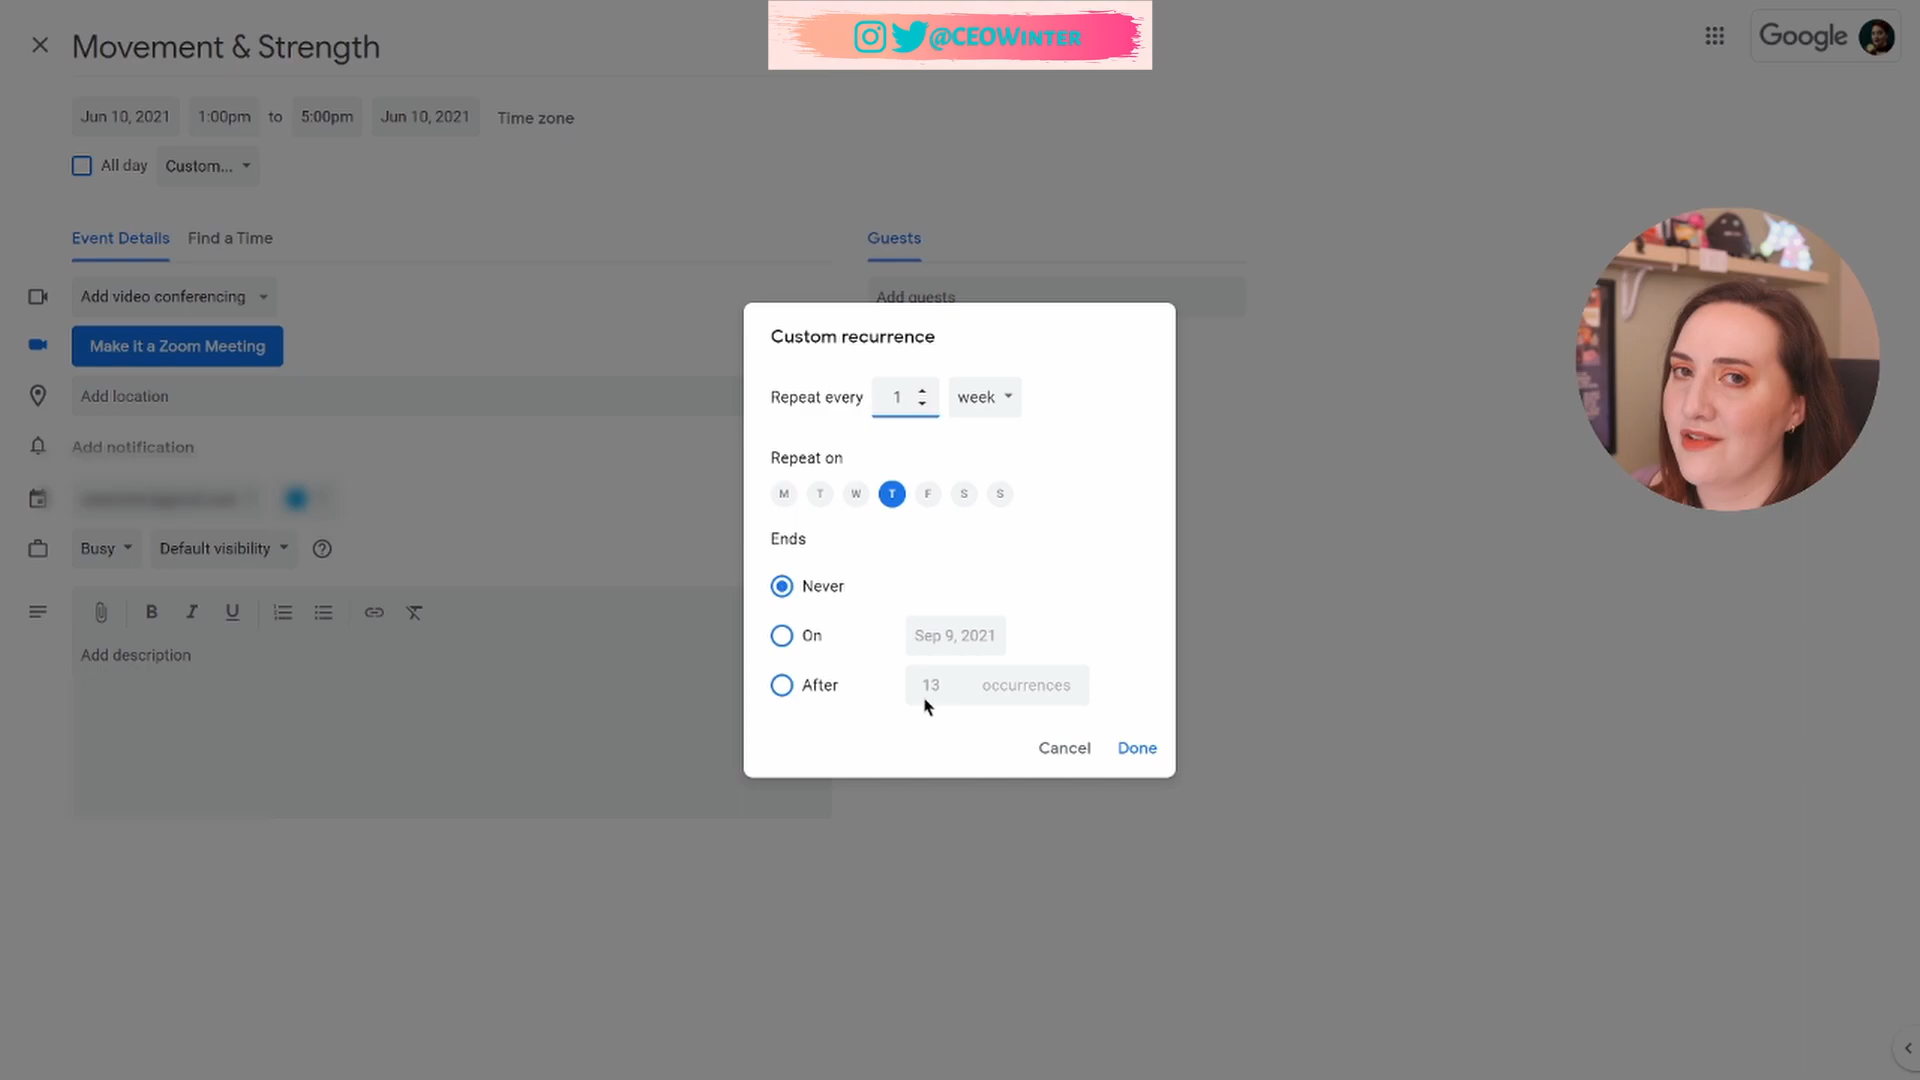 @CEOWINTER
Movement & Strength
Google
Jun 10, 2021 1:00pm to 5:00pm Jun 10, 2021 Time zone
All day Custom...
Event Details Find a Time Guests
Add video conferencing Add guests
Make it a Zoom Meeting
Add location
Add notification
Busy Default visibility
B I U
Add description
Custom recurrence
Repeat every 1 week
Repeat on
M T W T F S S
Ends
Never
On Sep 9, 2021
After 13 occurrences
Cancel Done